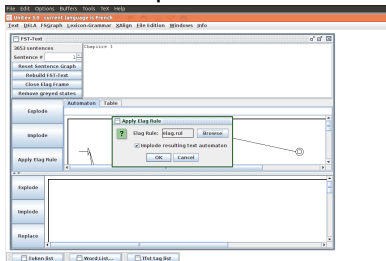 File Edit Options Buffers Tools TeX Help
Unitex 3.0 - current language is French
Text DELA FSGraph Lexicon-Grammar XAlign File Edition Windows Info
FST-Text
3653 sentences
Chapitre I
Sentence # 1
Reset Sentence Graph
Rebuild FST-Text
Close Elag Frame
Remove greyed states
Automaton Table
Explode
Implode
Apply Elag Rule
Apply Elag Rule
Elag Rule: elag.rul Browse
Implode resulting text automaton
OK Cancel
Explode
Implode
Replace
Token list Word List... Tfst tag list